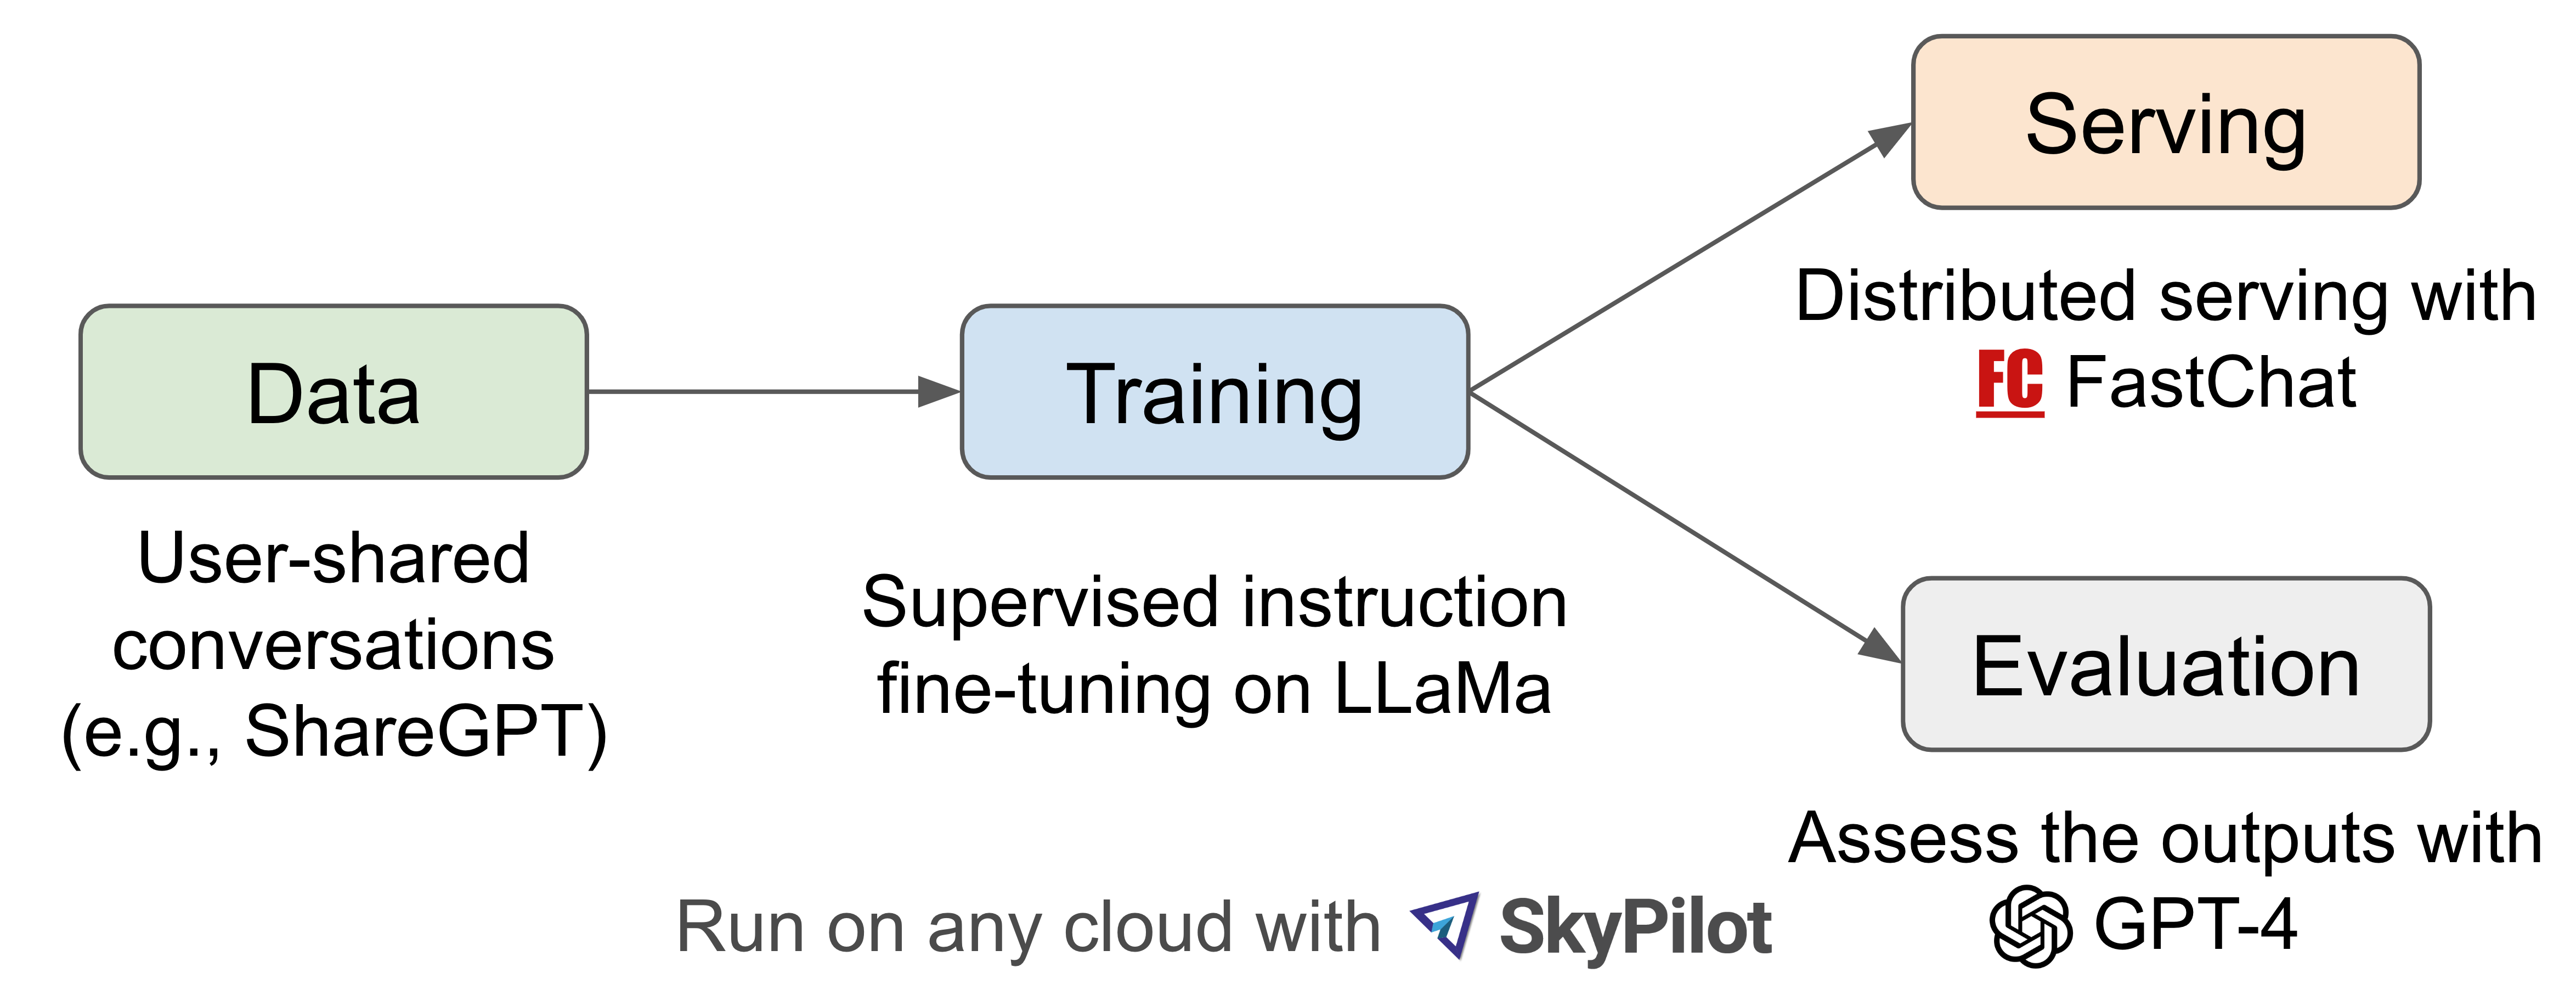 Data
User-shared
conversations
(e.g., ShareGPT)
Training
Supervised instruction
fine-tuning on LLaMa
Serving
Distributed serving with
FC FastChat
Evaluation
Assess the outputs with
GPT-4
Run on any cloud with SkyPilot